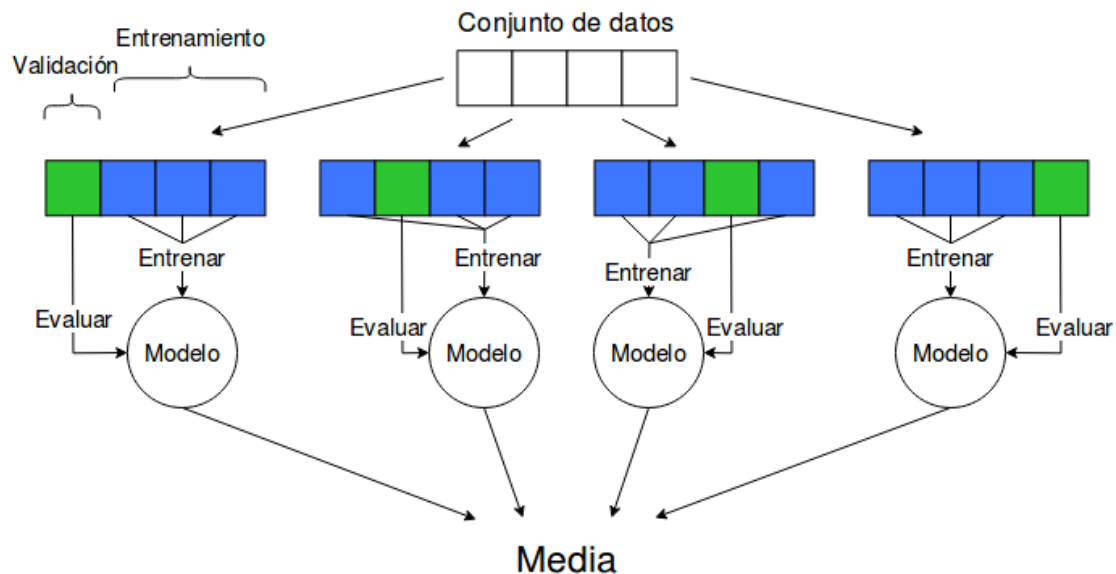 Conjunto de datos
Entrenamiento
Validación
Entrenar
Entrenar
Entrenar
Entrenar
Evaluar
Evaluar
Evaluar
Evaluar
Modelo
Modelo
Modelo
Modelo
Media